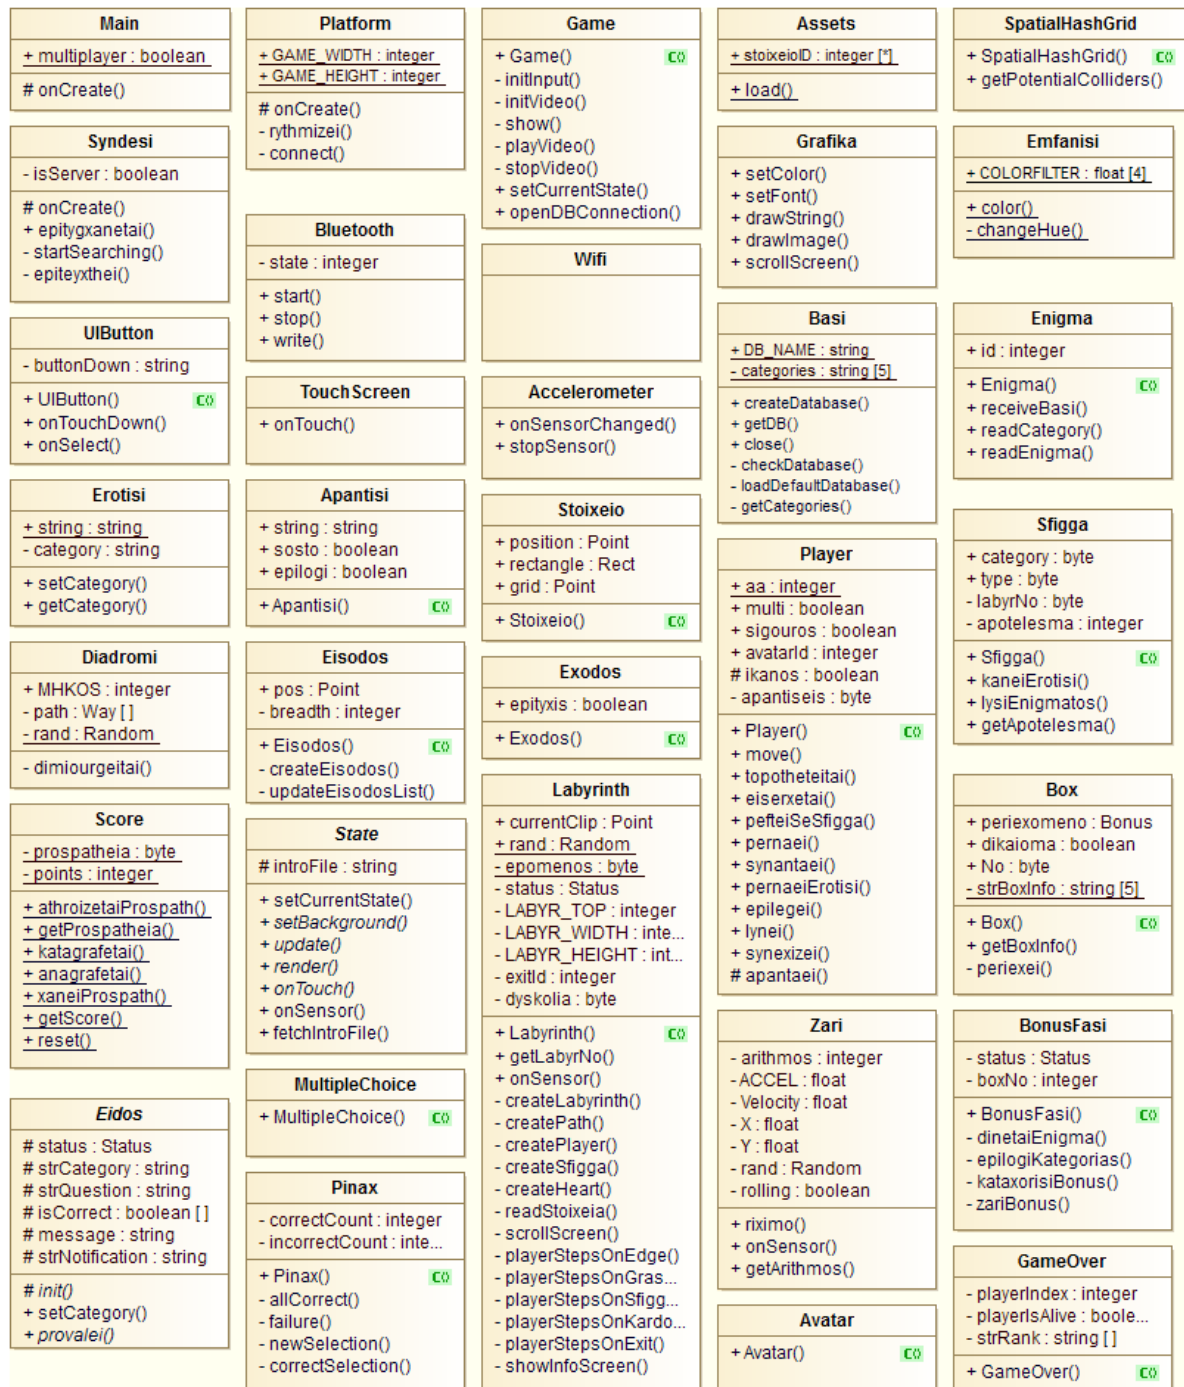 Main
+ multiplayer : boolean
# onCreate()
Syndesi
- isServer : boolean
# onCreate()
+ epitygxanetai()
- startSearching()
- epiteyxthei()
UIButton
- buttonDown : string
+ UIButton()
+ onTouchDown()
+ onSelect()
Erotisi
+ string : string
- category : string
+ setCategory()
+ getCategory()
Diadromi
+ MHKOS : integer
- path : Way [ ]
- rand : Random
- dimiourgeitai()
Score
- prospatheia : byte
- points : integer
+ athroizetaiProspath()
+ getProspatheia()
+ katagrafetai()
+ anagrafetai()
+ xaneiProspath()
+ getScore()
+ reset()
Eidos
# status : Status
# strCategory : string
# strQuestion : string
# isCorrect : boolean [ ]
# message : string
# strNotification : string
# init()
+ setCategory()
+ provalei()
Platform
+ GAME_WIDTH : integer
+ GAME_HEIGHT : integer
# onCreate()
- rythmizei()
- connect()
Bluetooth
- state : integer
+ start()
+ stop()
+ write()
TouchScreen
+ onTouch()
Apantisi
+ string : string
+ sosto : boolean
+ epilogi : boolean
+ Apantisi()
Eisodos
+ pos : Point
- breadth : integer
+ Eisodos()
- createEisodos()
- updateEisodosList()
State
# introFile : string
+ setCurrentState()
+ setBackground()
+ update()
+ render()
+ onTouch()
+ onSensor()
+ fetchIntroFile()
MultipleChoice
+ MultipleChoice()
Pinax
- correctCount : integer
- incorrectCount : inte...
+ Pinax()
- allCorrect()
- failure()
- newSelection()
- correctSelection()
Game
+ Game()
- initInput()
- initVideo()
- show()
- playVideo()
- stopVideo()
+ setCurrentState()
+ openDBConnection()
Wifi
Accelerometer
+ onSensorChanged()
+ stopSensor()
Stoixeio
+ position : Point
+ rectangle : Rect
+ grid : Point
+ Stoixeio()
Exodos
+ epityxis : boolean
+ Exodos()
Labyrinth
+ currentClip : Point
+ rand : Random
- epomenos : byte
- status : Status
- LABYR_TOP : integer
- LABYR_WIDTH : inte...
- LABYR_HEIGHT : int...
- exitId : integer
- dyskolia : byte
+ Labyrinth()
+ getLabyrNo()
+ onSensor()
- createLabyrinth()
- createPath()
- createPlayer()
- createSfigga()
- createHeart()
- readStoixeia()
- scrollScreen()
- playerStepsOnEdge()
- playerStepsOnGras...
- playerStepsOnSfigg...
- playerStepsOnKardo...
- playerStepsOnExit()
- showInfoScreen()
Assets
+ stoixeioID : integer [*]
+ load()
Grafika
+ setColor()
+ setFont()
+ drawString()
+ drawImage()
+ scrollScreen()
Basi
+ DB_NAME : string
- categories : string [5]
+ createDatabase()
+ getDB()
+ close()
- checkDatabase()
- loadDefaultDatabase()
- getCategories()
Player
+ aa : integer
+ multi : boolean
+ sigouros : boolean
+ avatarId : integer
# ikanos : boolean
- apantiseis : byte
+ Player()
+ move()
+ topotheteitai()
+ eiserxetai()
+ pefteiSeSfigga()
+ pernaei()
+ synantaei()
+ pernaeiErotisi()
+ epilegei()
+ lynei()
+ synexizei()
# apantaei()
Zari
- arithmos : integer
- ACCEL : float
- Velocity : float
- X : float
- Y : float
- rand : Random
- rolling : boolean
+ riximo()
+ onSensor()
+ getArithmos()
Avatar
+ Avatar()
SpatialHashGrid
+ SpatialHashGrid()
+ getPotentialColliders()
Emfanisi
+ COLORFILTER : float [4]
+ color()
- changeHue()
Enigma
+ id : integer
+ Enigma()
+ receiveBasi()
+ readCategory()
+ readEnigma()
Sfigga
+ category : byte
+ type : byte
- labyrNo : byte
- apotelesma : integer
+ Sfigga()
+ kaneiErotisi()
+ lysiEnigmatos()
+ getApotelesma()
Box
+ periexomeno : Bonus
+ dikaioma : boolean
+ No : byte
- strBoxInfo : string [5]
+ Box()
+ getBoxInfo()
- periexei()
BonusFasi
- status : Status
- boxNo : integer
+ BonusFasi()
- dinetaiEnigma()
- epilogiKategorias()
- kataxorisiBonus()
- zariBonus()
GameOver
- playerIndex : integer
- playerIsAlive : boole...
- strRank : string [ ]
+ GameOver()